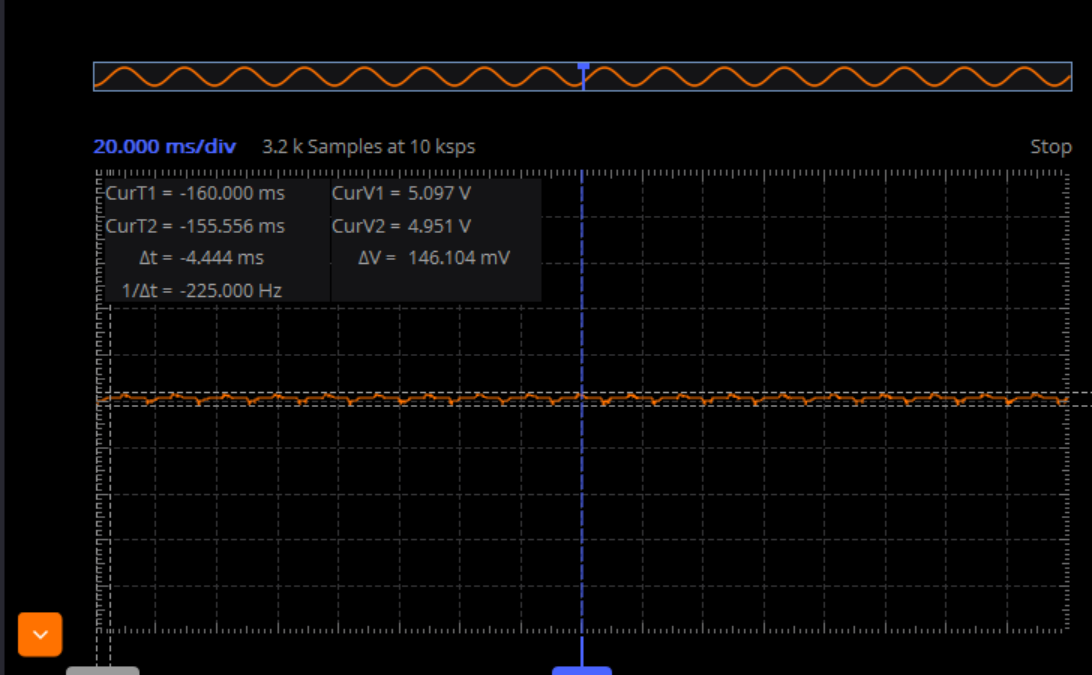 20.000 ms/div 3.2 k Samples at 10 ksps Stop
CurT1 = -160.000 ms CurV1 = 5.097 V
CurT2 = -155.556 ms CurV2 = 4.951 V
Δt = -4.444 ms ΔV = 146.104 mV
1/Δt = -225.000 Hz